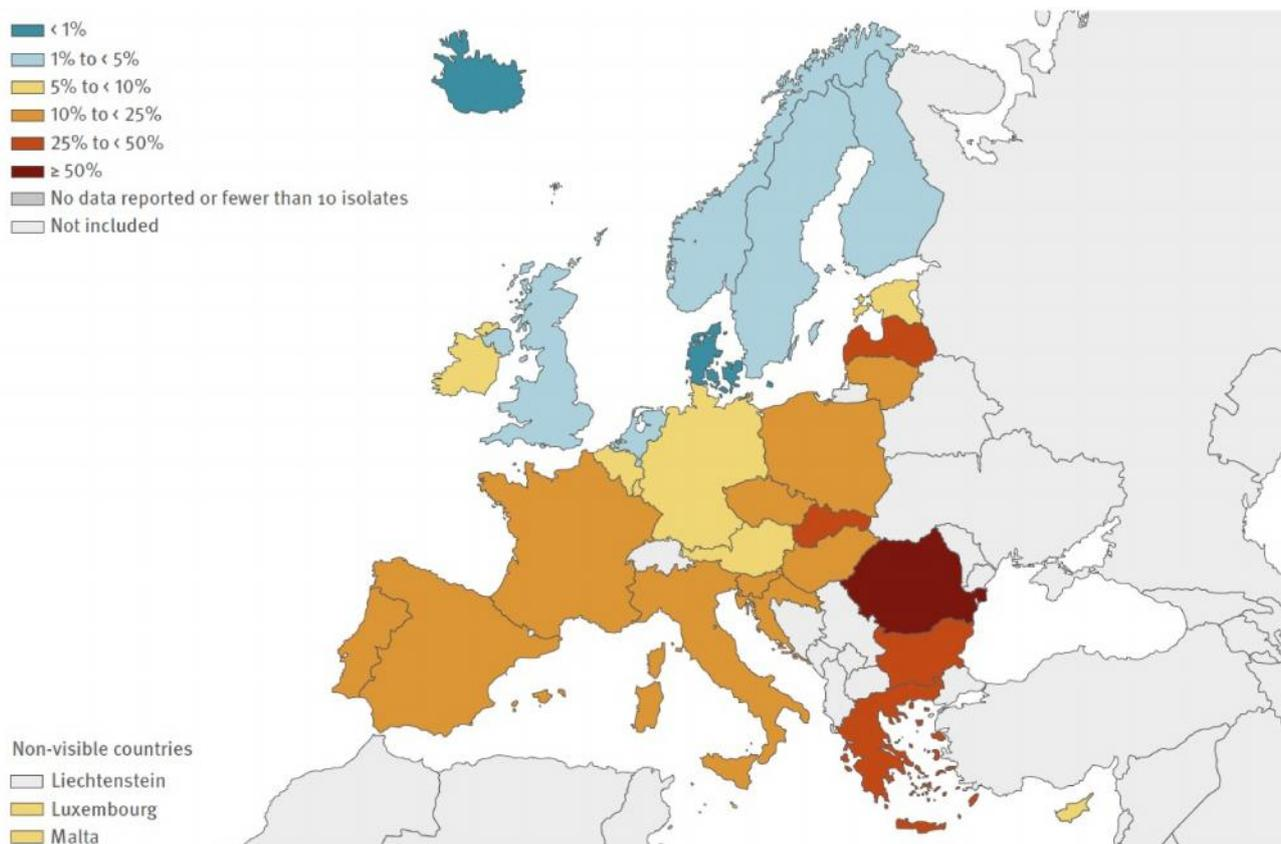 < 1%
1% to < 5%
5% to < 10%
10% to < 25%
25% to < 50%
≥ 50%
No data reported or fewer than 10 isolates
Not included
Non-visible countries
Liechtenstein
Luxembourg
Malta